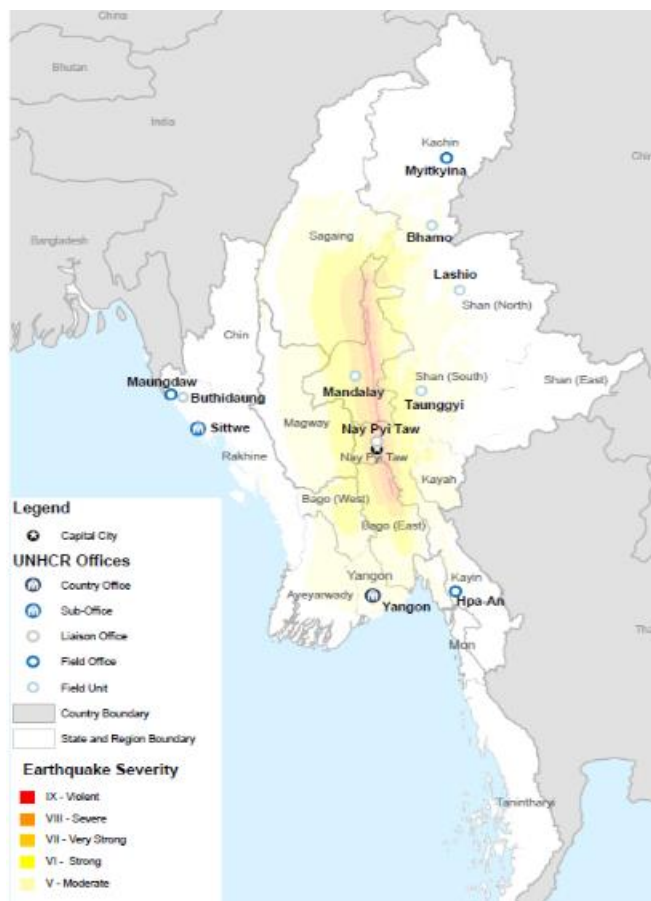 China
Bhutan
India
Kachin
Myitkyina
Sagaing
Bhamo
Bangladesh
Lashio
Shan (North)
Chin
Maungdaw
Buthidaung
Mandalay
Shan (South)
Taunggyi
Shan (East)
Sittwe
Magway
Nay Pyi Taw
Nay Pyi Taw
Rakhine
Kayah
Bago (West)
Bago (East)
Yangon
Ayeyarwady
Yangon
Kayin
Hpa-An
Mon
Tanintharyi
Legend
Capital City
UNHCR Offices
Country Office
Sub-Office
Liaison Office
Field Office
Field Unit
Country Boundary
State and Region Boundary
Earthquake Severity
IX - Violent
VIII - Severe
VII - Very Strong
VI - Strong
V - Moderate